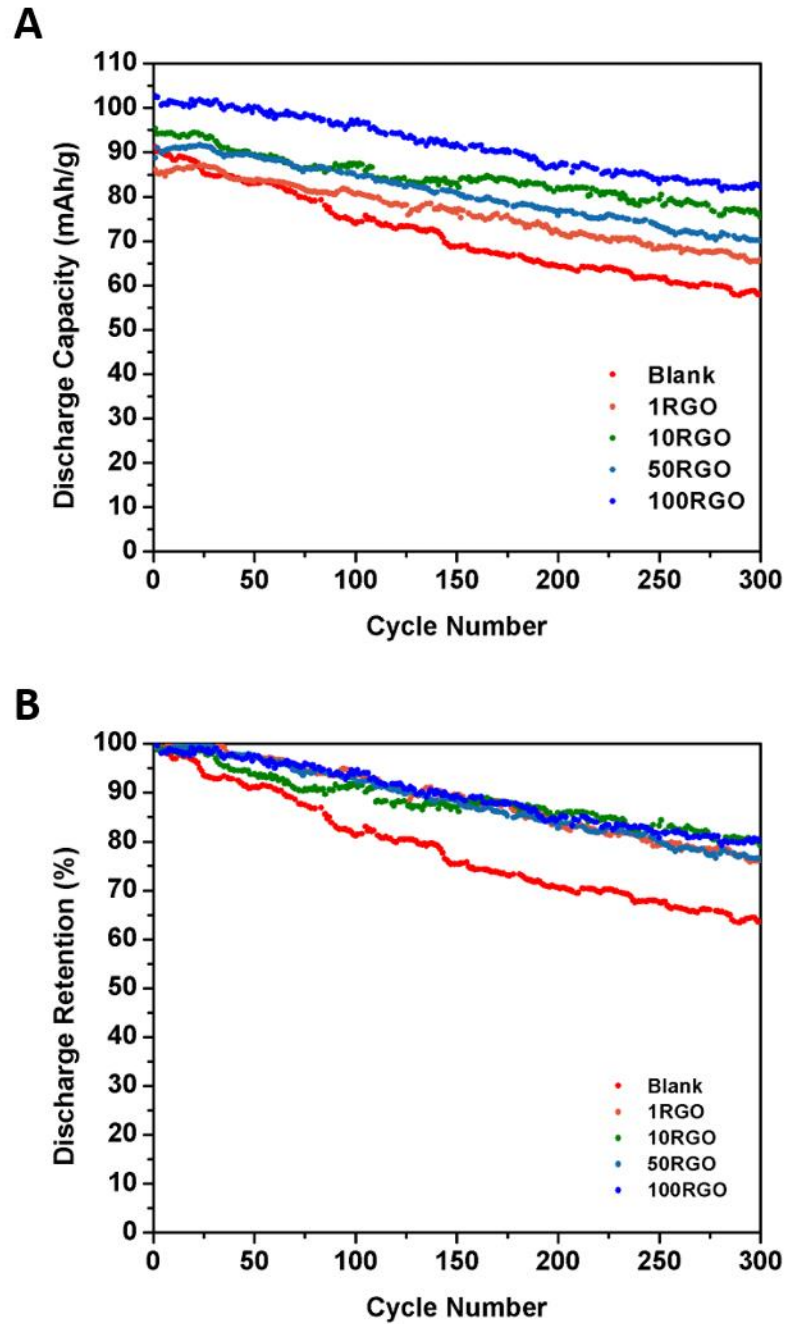 A
Discharge Capacity (mAh/g)
110
100
90
80
70
60
50
40
30
20
10
0
Blank
1RGO
10RGO
50RGO
100RGO
0 50 100 150 200 250 300
Cycle Number
B
Discharge Retention (%)
100
90
80
70
60
50
40
30
20
10
0
Blank
1RGO
10RGO
50RGO
100RGO
0 50 100 150 200 250 300
Cycle Number